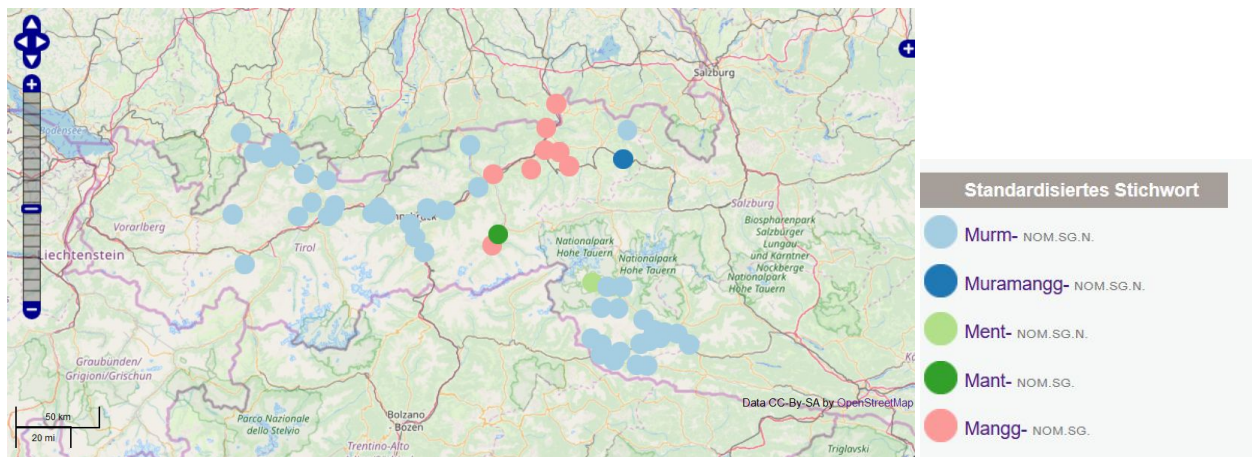 Bodensee
Salzburg
Vorarlberg
Liechtenstein
Tirol
Salzburg
Biosphärenpark
Salzburger
Lungau
und Kärntner
Nockberge
Nationalpark
Hohe Tauern
Nationalpark
Hohe Tauern
Nationalpark
Hohe Tauern
Graubünden/
Grigioni/Grischun
50 km
20 mi
Parco Nazionale
dello Stelvio
Bolzano
- Bozen
Trentino-Alto
Triglavski
Data CC-By-SA by OpenStreetMap
Standardisiertes Stichwort
Murm- NOM.SG.N.
Muramangg- NOM.SG.N.
Ment- NOM.SG.N.
Mant- NOM.SG.
Mangg- NOM.SG.